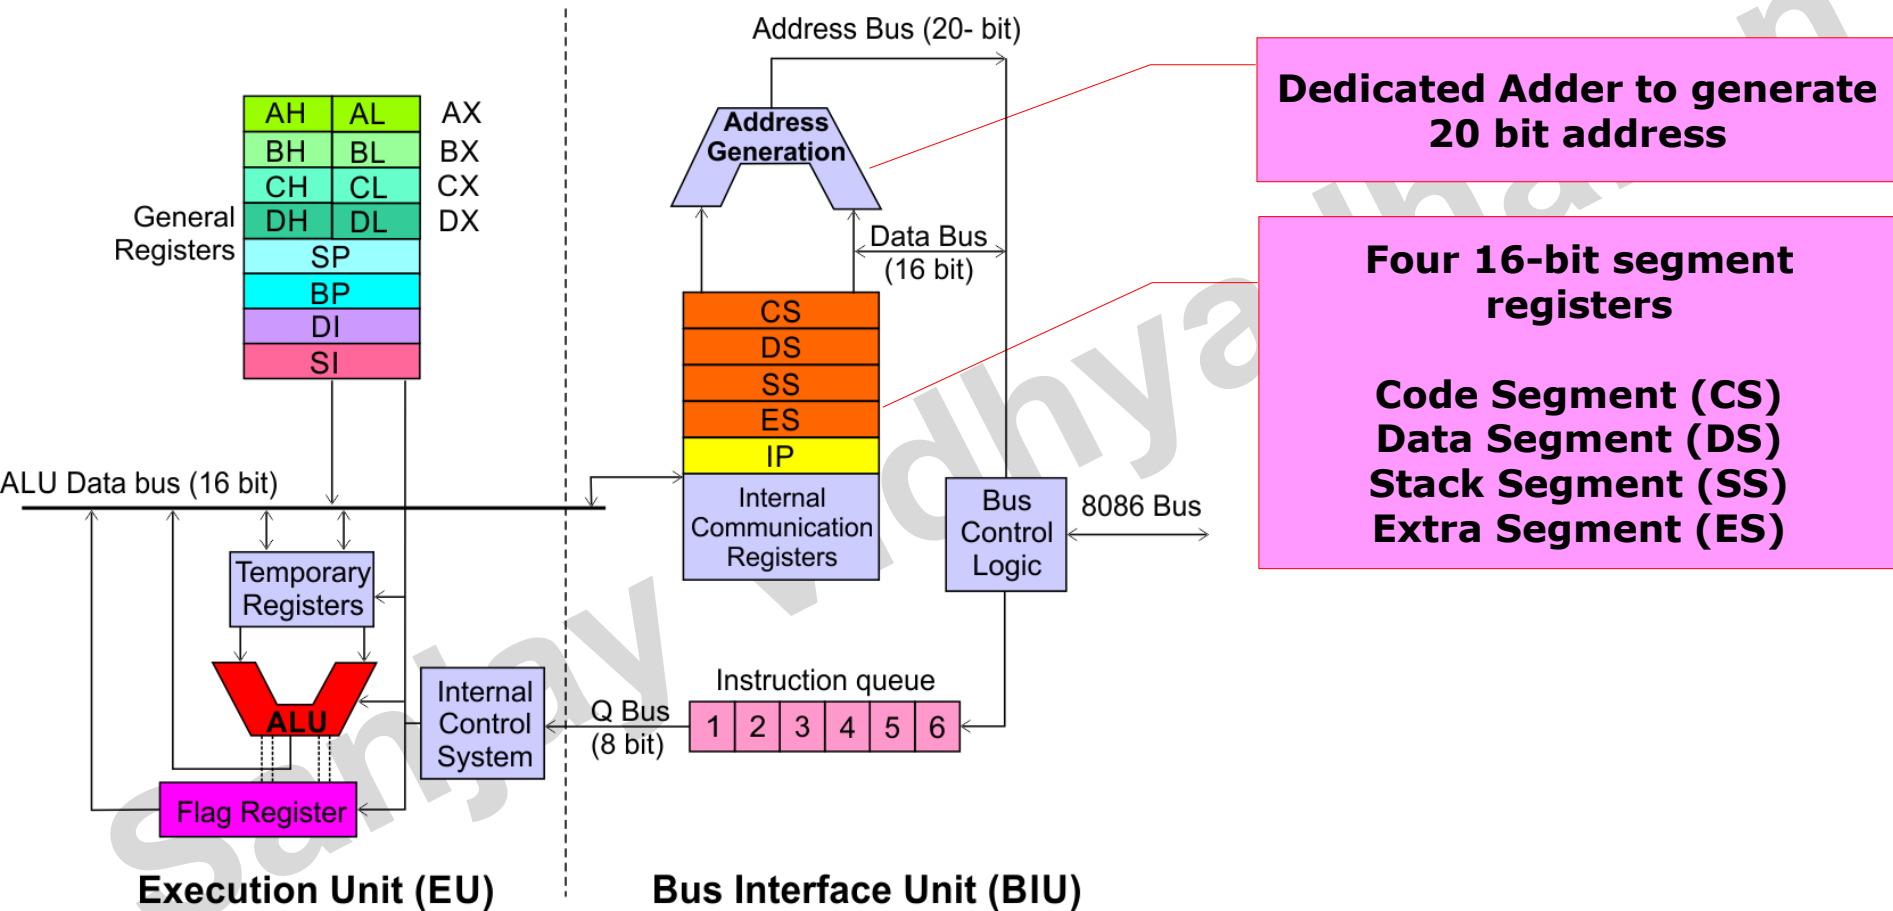 Address Bus (20- bit)
Dedicated Adder to generate
20 bit address
Address
Generation
AH AL AX
BH BL BX
CH CL CX
DH DL DX
General
Registers
SP
BP
DI
SI
Data Bus
(16 bit)
Four 16-bit segment
registers
Code Segment (CS)
Data Segment (DS)
Stack Segment (SS)
Extra Segment (ES)
CS
DS
SS
ES
IP
Internal
Communication
Registers
ALU Data bus (16 bit)
Bus
Control
Logic
8086 Bus
Temporary
Registers
ALU
Internal
Control
System
Flag Register
Q Bus
(8 bit)
Instruction queue
1 2 3 4 5 6
Execution Unit (EU)
Bus Interface Unit (BIU)